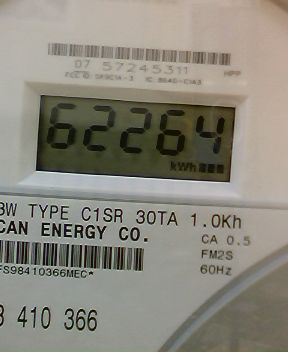 07 57245311
HPP
62264
kWh
3W TYPE C1SR 30TA 1.0Kh
CAN ENERGY CO.
CA 0.5
FM2S
60Hz
FS98410366MEC*
3 410 366